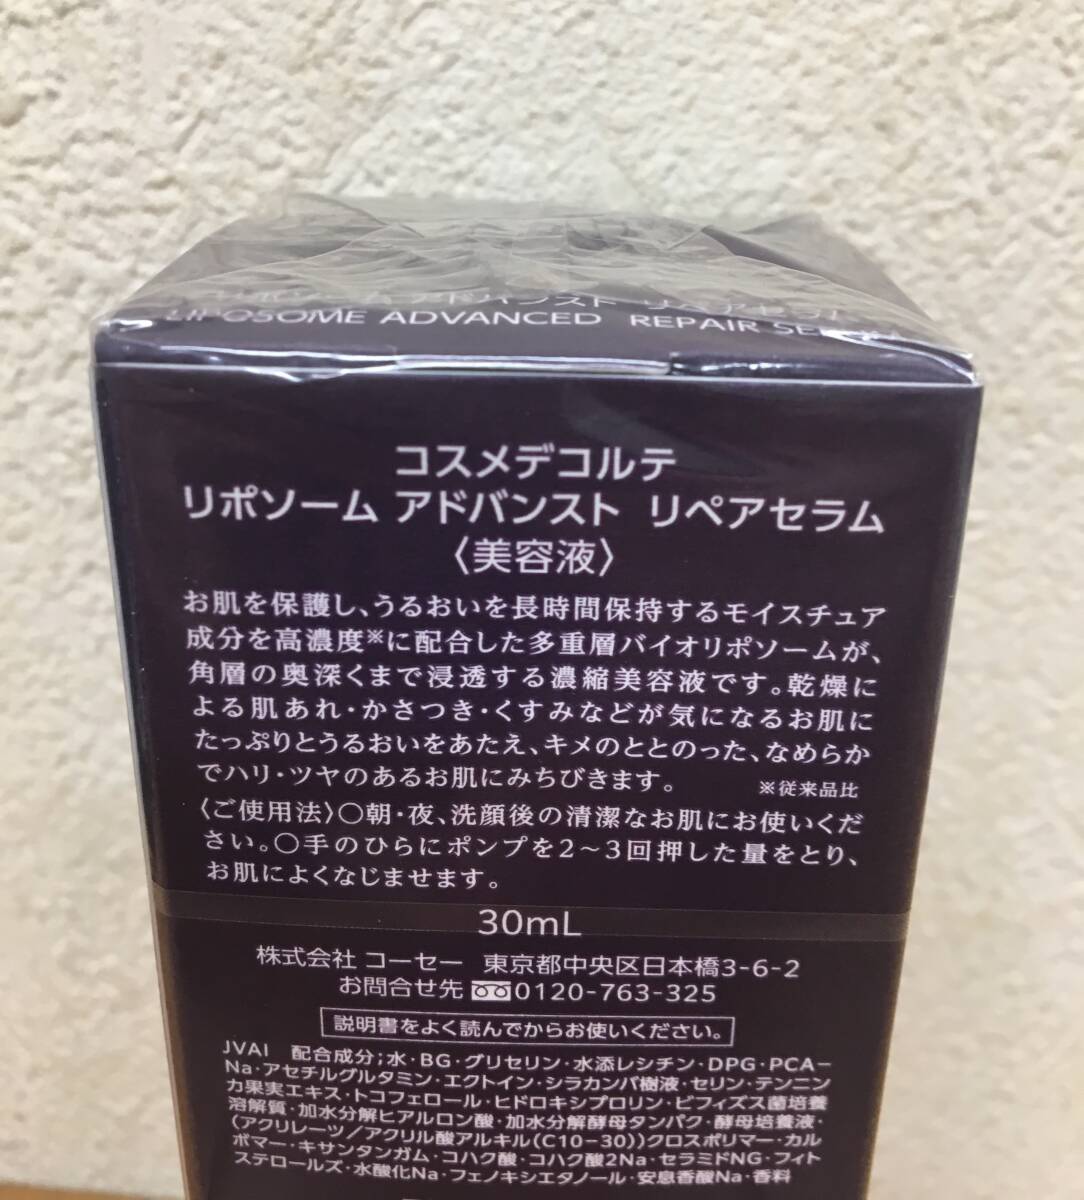 リポソーム アドバンスト リペアセラム
LIPOSOME ADVANCED REPAIR
コスメデコルテ
リポソーム アドバンスト リペアセラム
〈美容液〉
お肌を保護し、うるおいを長時間保持するモイスチュア
成分を高濃度※に配合した多重層バイオリポソームが、
角層の奥深くまで浸透する濃縮美容液です。乾燥に
よる肌あれ・かさつき・くすみなどが気になるお肌に
たっぷりとうるおいをあたえ、キメのととのった、なめらか
でハリ・ツヤのあるお肌にみちびきます。 ※従来品比
〈ご使用法〉○朝・夜、洗顔後の清潔なお肌にお使いくだ
さい。○手のひらにポンプを2～3回押した量をとり、
お肌によくなじませます。
30mL
株式会社 コーセー 東京都中央区日本橋3-6-2
お問合せ先 0120-763-325
説明書をよく読んでからお使いください。
JVAI 配合成分;水・BG・グリセリン・水添レシチン・DPG・PCA-
Na・アセチルグルタミン・エクトイン・シラカンバ樹液・セリン・テンニン
カ果実エキス・トコフェロール・ヒドロキシプロリン・ビフィズス菌培養
溶解質・加水分解ヒアルロン酸・加水分解酵母タンパク・酵母培養液・
(アクリレーツ/アクリル酸アルキル(C10-30))クロスポリマー・カル
ボマー・キサンタンガム・コハク酸・コハク酸2Na・セラミドNG・フィト
ステロールズ・水酸化Na・フェノキシエタノール・安息香酸Na・香料